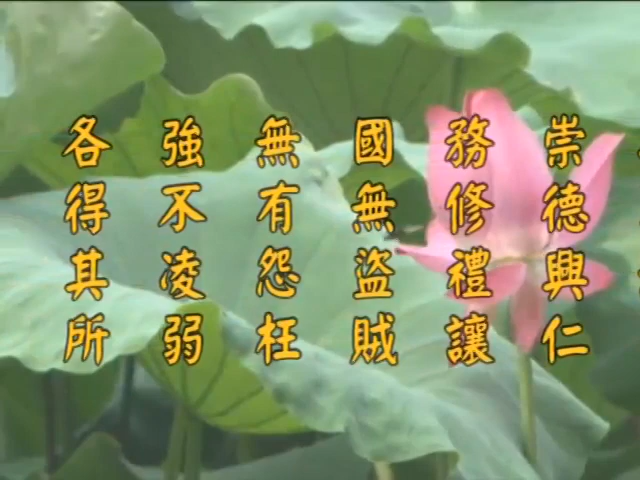 崇德興仁
務修禮讓
國無盜賊
無有怨枉
強不凌弱
各得其所